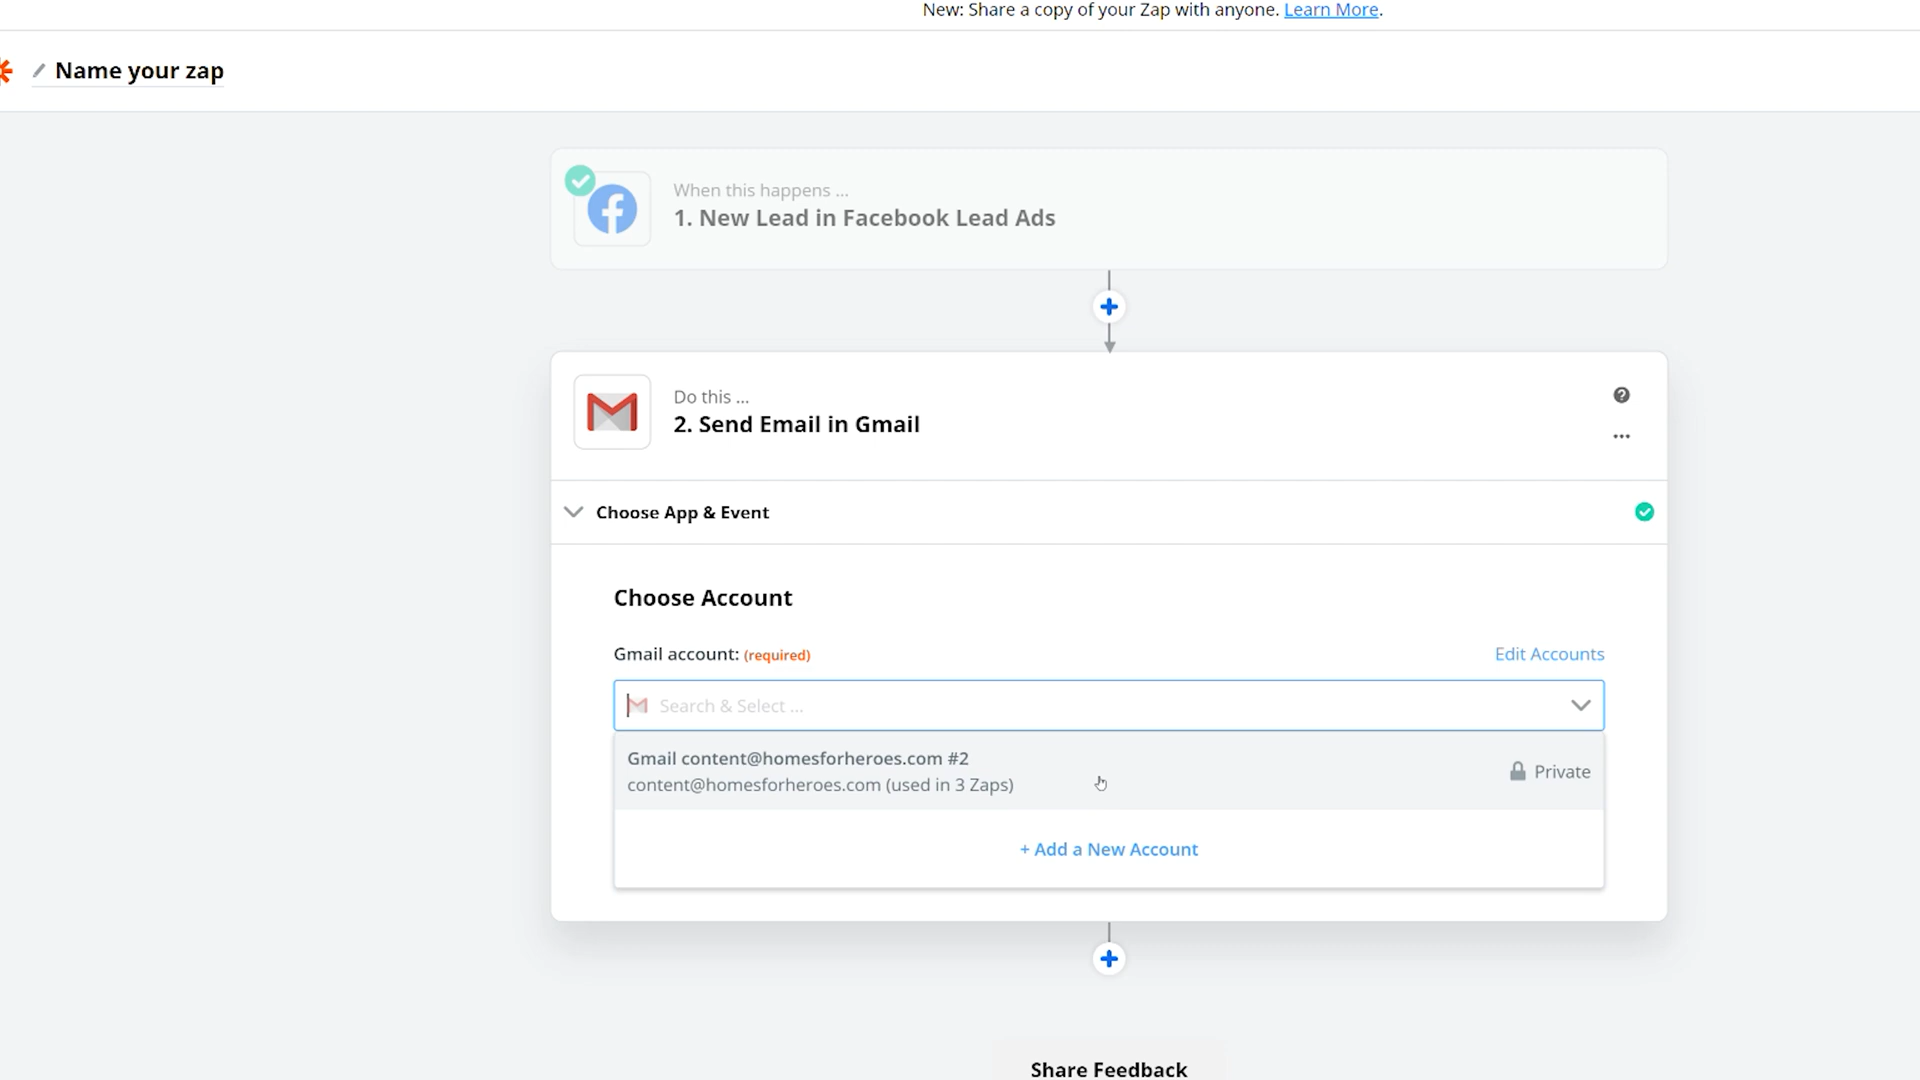 New: Share a copy of your Zap with anyone. Learn More.
Name your zap
When this happens ...
1. New Lead in Facebook Lead Ads
Do this ...
2. Send Email in Gmail
Choose App & Event
Choose Account
Gmail account: (required)
Edit Accounts
Search & Select ...
Gmail content@homesforheroes.com #2
content@homesforheroes.com (used in 3 Zaps)
Private
+ Add a New Account
Share Feedback